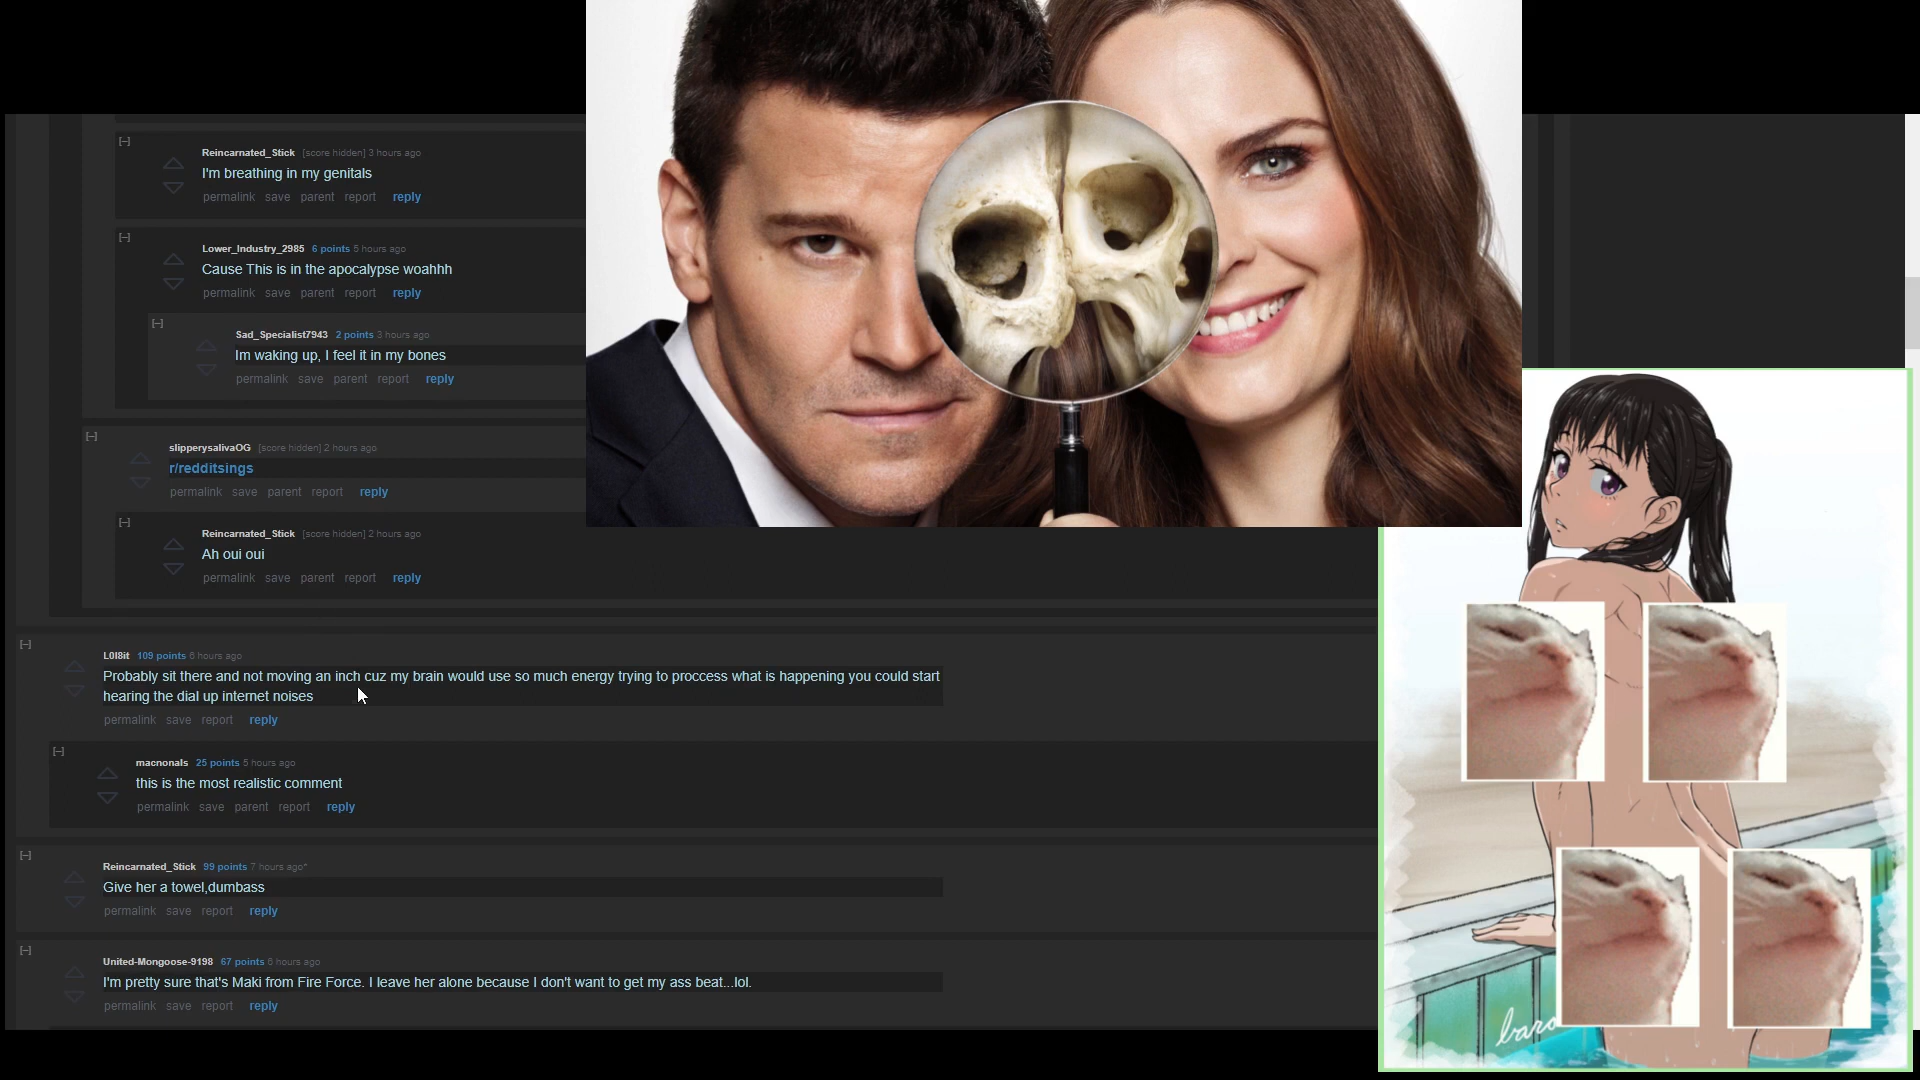 [–]
Reincarnated_Stick [score hidden] 3 hours ago
I'm breathing in my genitals
permalink save parent report reply
[–]
Lower_Industry_2985 6 points 5 hours ago
Cause This is in the apocalypse woahhh
permalink save parent report reply
[–]
Sad_Specialist7943 2 points 3 hours ago
Im waking up, I feel it in my bones
permalink save parent report reply
[–]
slipperysalivaOG [score hidden] 2 hours ago
r/redditsings
permalink save parent report reply
[–]
Reincarnated_Stick [score hidden] 2 hours ago
Ah oui oui
permalink save parent report reply
[–]
L0l8it 109 points 6 hours ago
Probably sit there and not moving an inch cuz my brain would use so much energy trying to proccess what is happening you could start
hearing the dial up internet noises
permalink save report reply
[–]
macnonals 25 points 5 hours ago
this is the most realistic comment
permalink save parent report reply
[–]
Reincarnated_Stick 99 points 7 hours ago*
Give her a towel,dumbass
permalink save report reply
[–]
United-Mongoose-9198 67 points 6 hours ago
I'm pretty sure that's Maki from Fire Force. I leave her alone because I don't want to get my ass beat...lol.
permalink save report reply